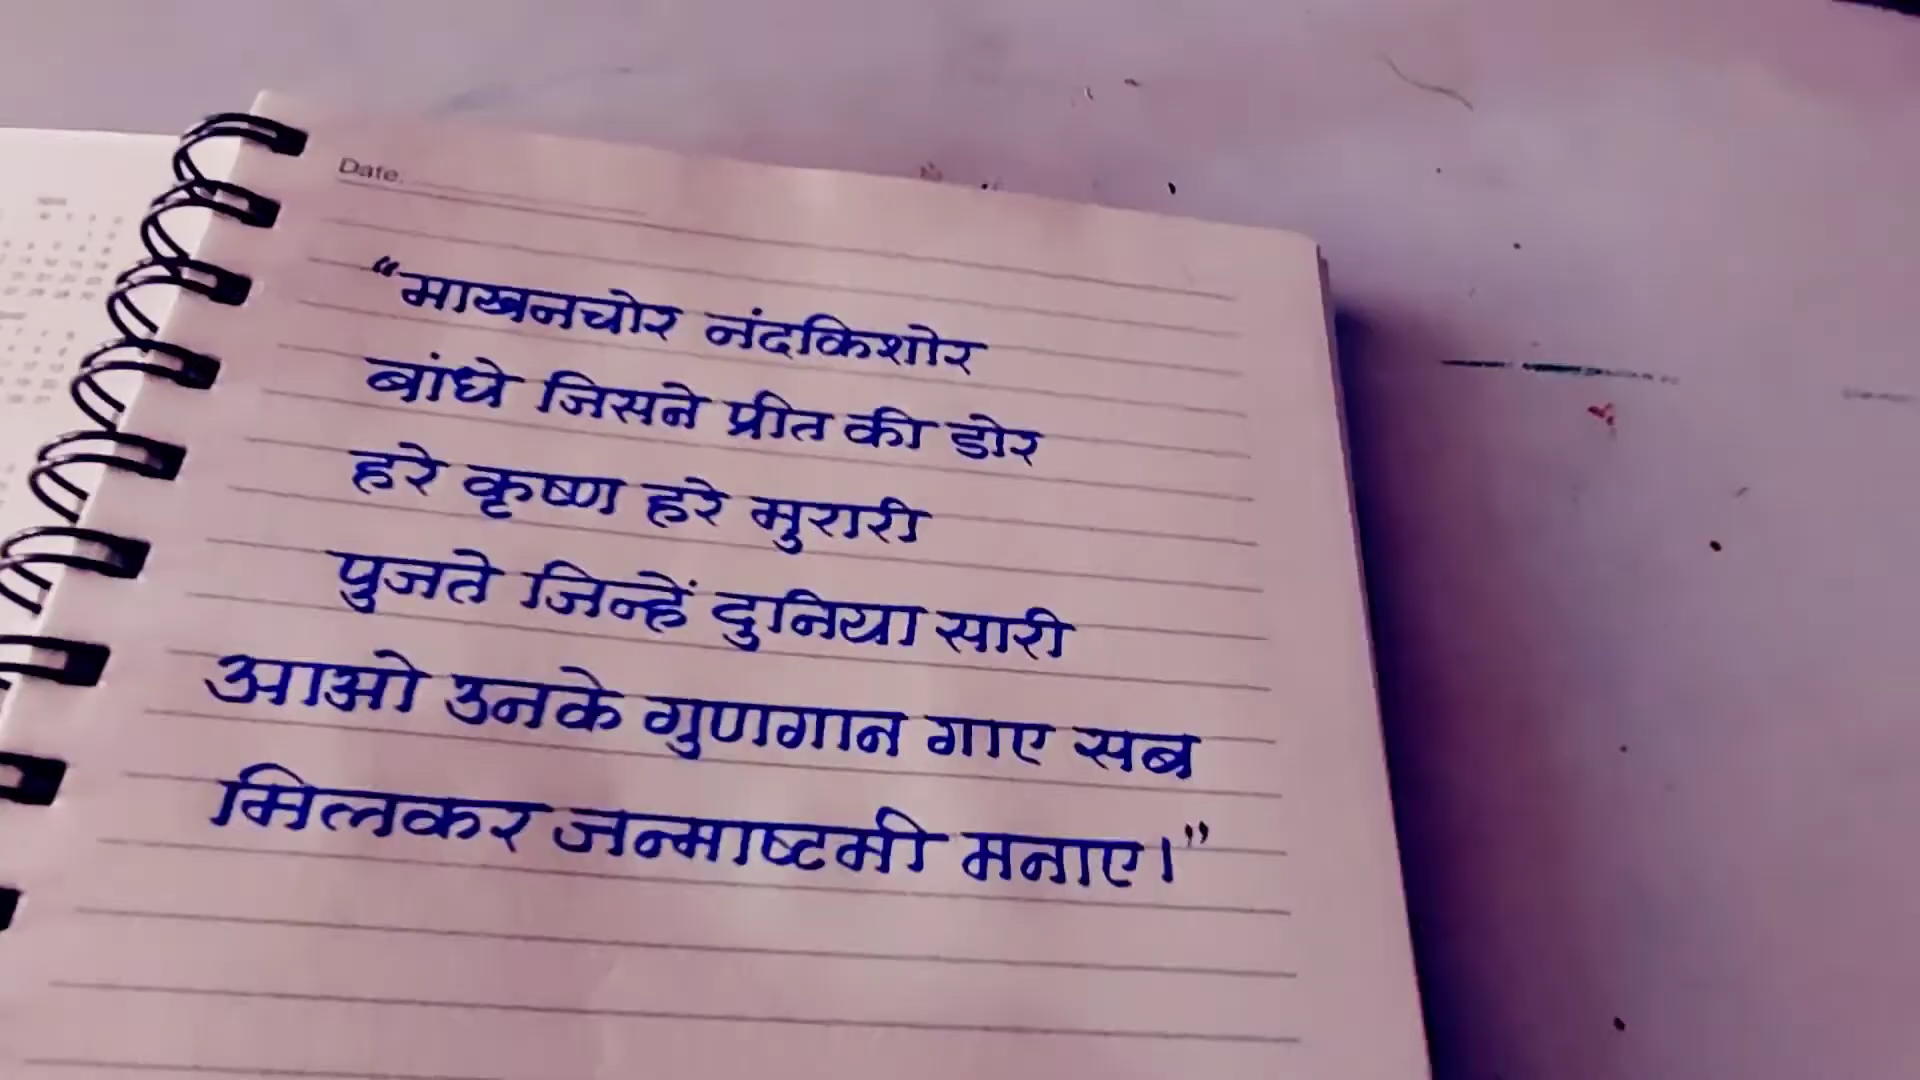 Date.
“माखनचोर नंदकिशोर
बांधे जिसने प्रीत की डोर
हरे कृष्ण हरे मुरारी
पुजते जिन्हें दुनिया सारी
आओ उनके गुणगान गाए सब
मिलकर जन्माष्टमी मनाए।”